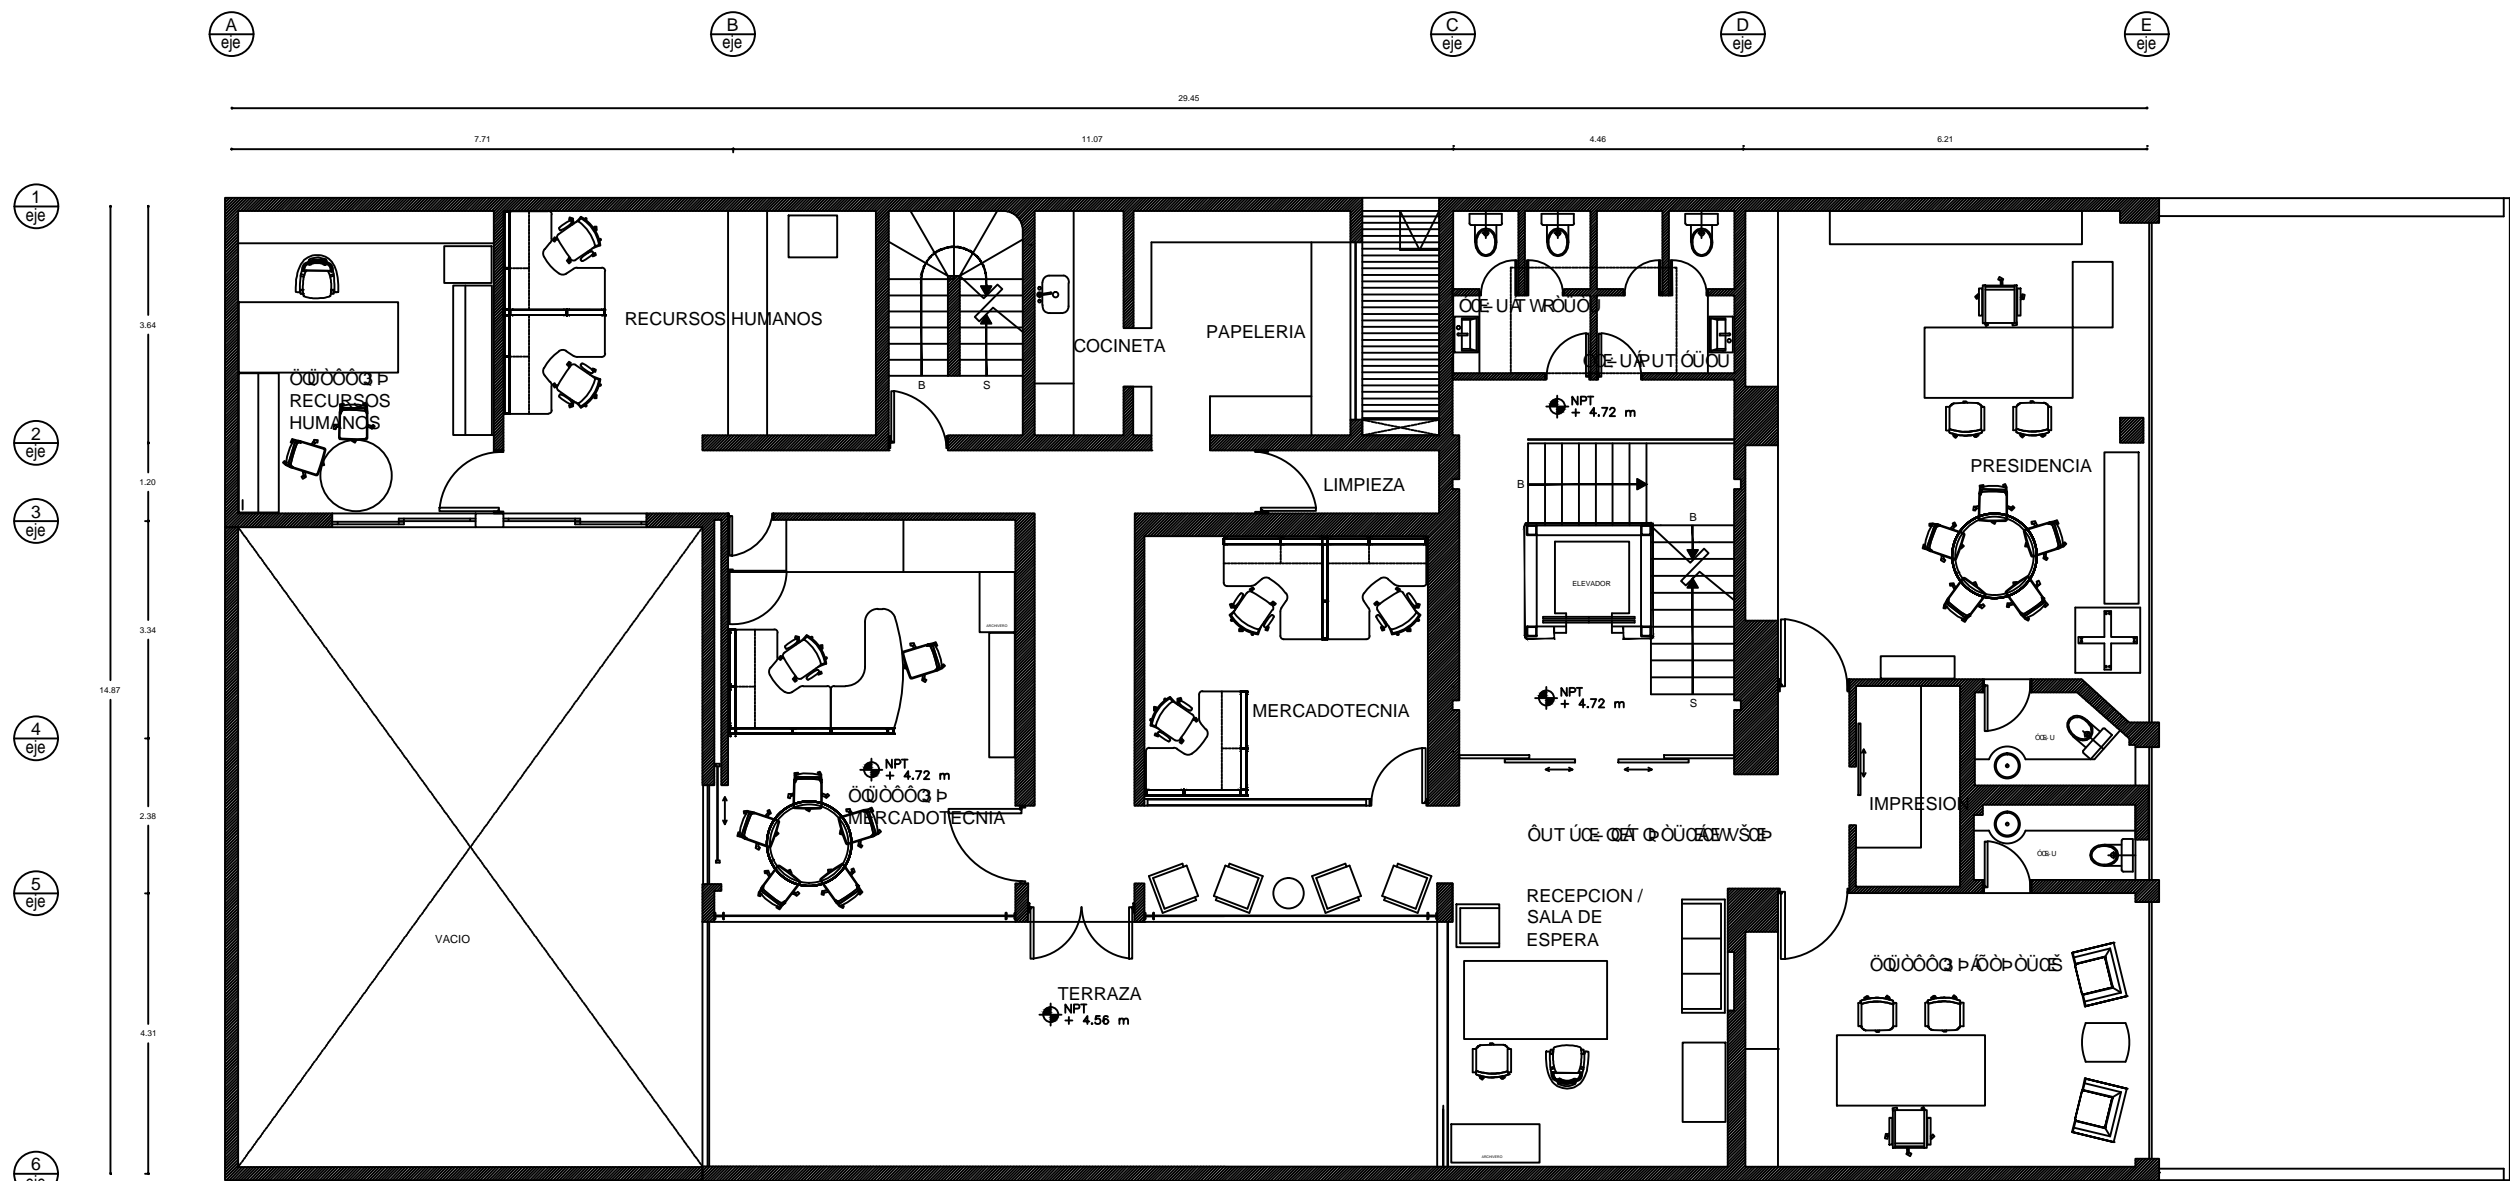 A
eje
B
eje
C
eje
D
eje
E
eje
29.45
7.71
11.07
4.46
6.21
1
eje
2
eje
3
eje
4
eje
5
eje
6
eje
3.64
1.20
3.34
14.87
2.38
4.31
RECURSOS HUMANOS
RECURSOS
HUMANOS
COCINETA
PAPELERIA
B
S
NPT
+ 4.72 m
LIMPIEZA
PRESIDENCIA
B
B
ELEVADOR
S
NPT
+ 4.72 m
ARCHIVERO
MERCADOTECNIA
NPT
+ 4.72 m
MERCADOTECNIA
IMPRESION
RECEPCION /
SALA DE
ESPERA
VACIO
TERRAZA
NPT
+ 4.56 m
ARCHIVERO